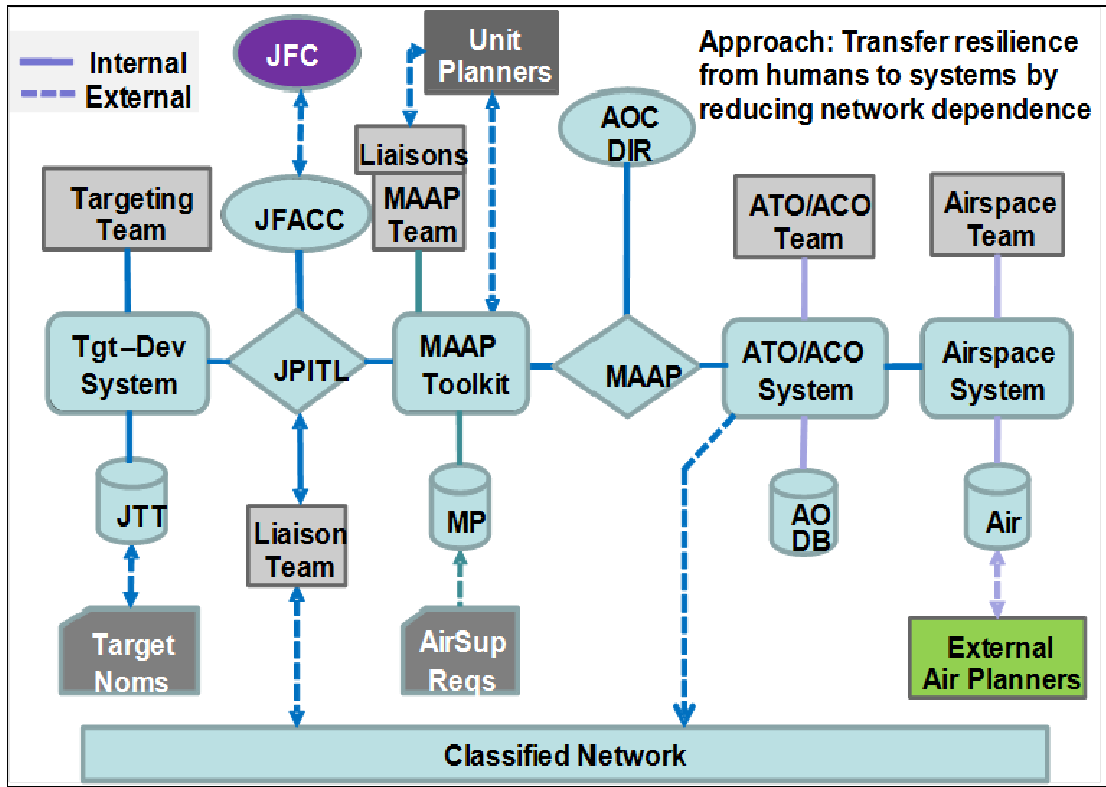 Internal
External
JFC
Unit
Planners
Approach: Transfer resilience
from humans to systems by
reducing network dependence
AOC
DIR
Liaisons
Targeting
Team
JFACC
MAAP
Team
ATO/ACO
Team
Airspace
Team
Tgt–Dev
System
JPITL
MAAP
Toolkit
MAAP
ATO/ACO
System
Airspace
System
JTT
Liaison
Team
MP
AO
DB
Air
Target
Noms
AirSup
Reqs
External
Air Planners
Classified Network